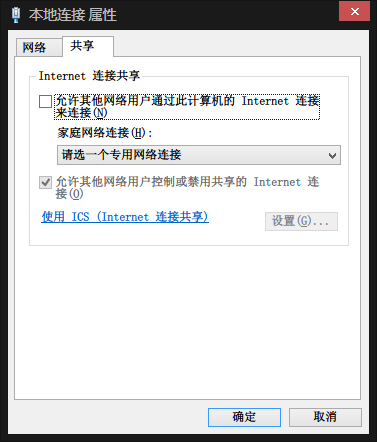 本地连接 属性
网络 共享
Internet 连接共享
允许其他网络用户通过此计算机的 Internet 连接
来连接(N)
家庭网络连接(H):
请选一个专用网络连接
允许其他网络用户控制或禁用共享的 Internet 连
接(O)
使用 ICS (Internet 连接共享) 设置(G)...
确定 取消